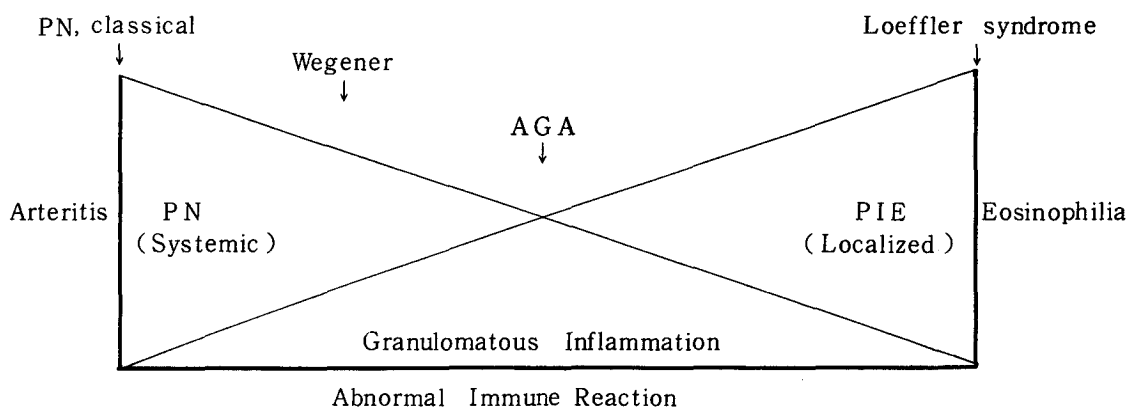 PN, classical
Loeffler syndrome
Wegener
AGA
Arteritis
PN
(Systemic)
PIE
(Localized)
Eosinophilia
Granulomatous Inflammation
Abnormal Immune Reaction